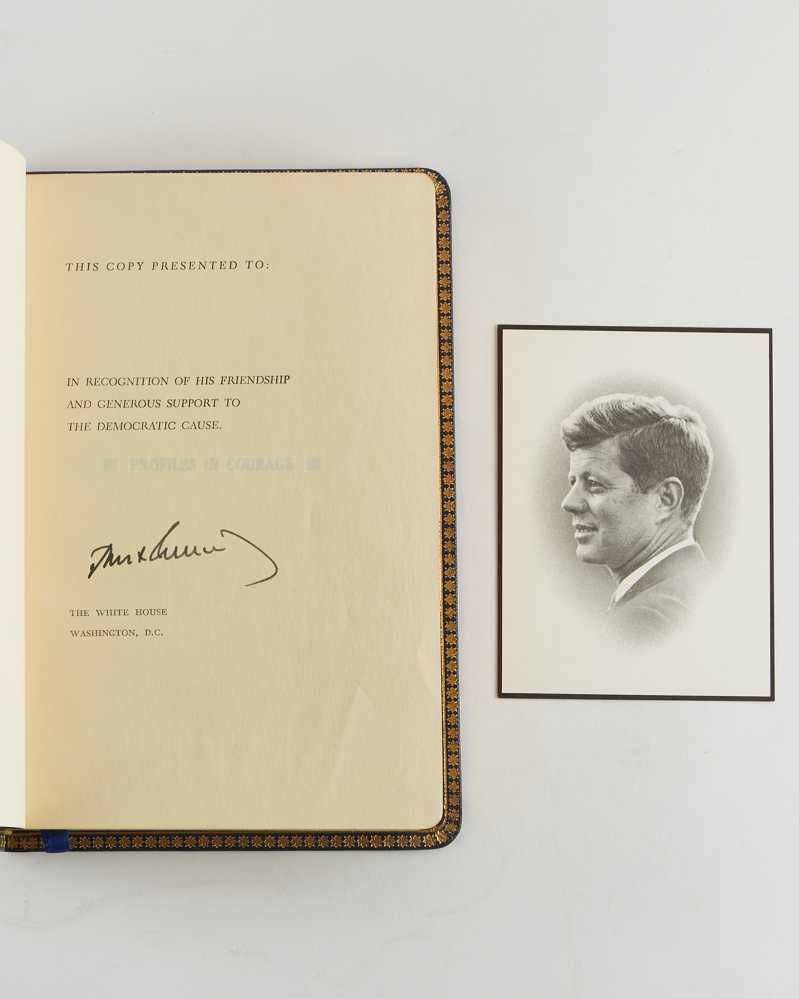 THIS COPY PRESENTED TO:
IN RECOGNITION OF HIS FRIENDSHIP
AND GENEROUS SUPPORT TO
THE DEMOCRATIC CAUSE.
PROFILES IN COURAGE
THE WHITE HOUSE
WASHINGTON, D.C.